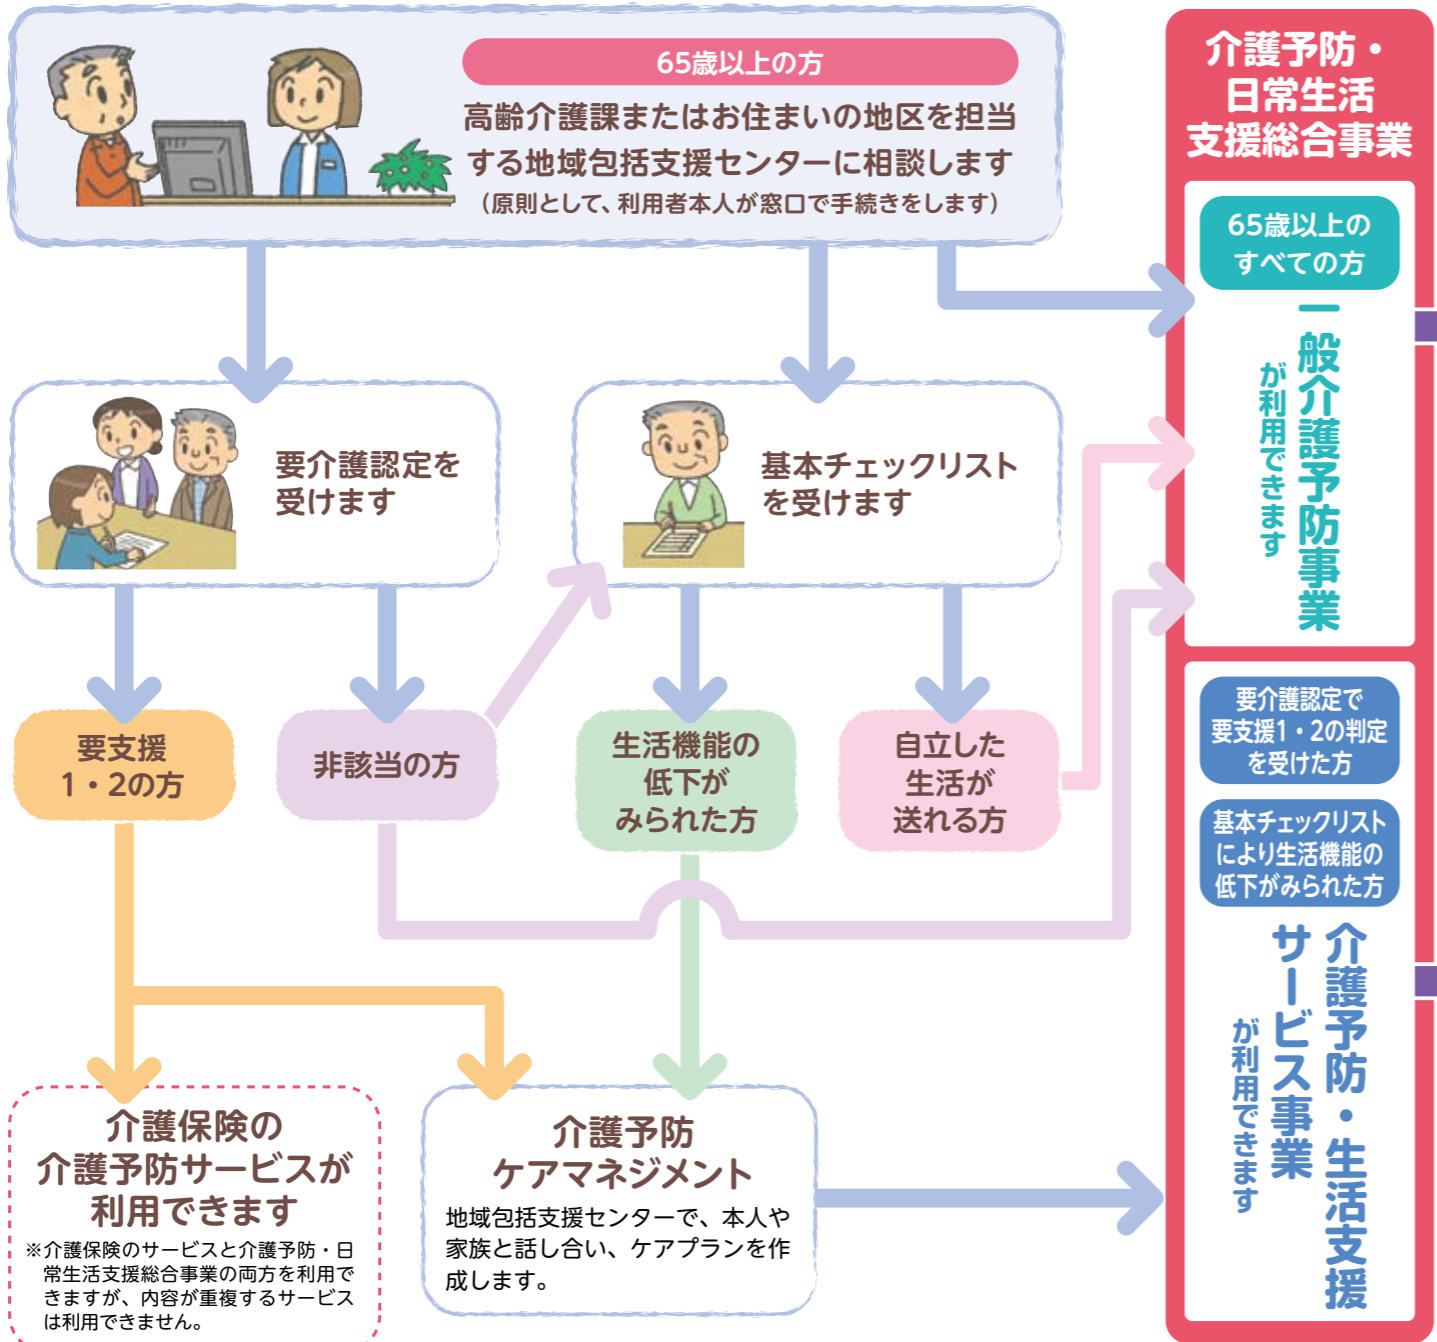 65歳以上の方
高齢介護課またはお住まいの地区を担当
する地域包括支援センターに相談します
（原則として、利用者本人が窓口で手続きをします）
要介護認定を
受けます
基本チェックリスト
を受けます
要支援
1・2の方
非該当の方
生活機能の
低下が
みられた方
自立した
生活が
送れる方
介護保険の
介護予防サービスが
利用できます
※介護保険のサービスと介護予防・日
常生活支援総合事業の両方を利用で
きますが、内容が重複するサービス
は利用できません。
介護予防
ケアマネジメント
地域包括支援センターで、本人や
家族と話し合い、ケアプランを作
成します。
介護予防・
日常生活
支援総合事業
65歳以上の
すべての方
一般介護予防事業
が利用できます
要介護認定で
要支援1・2の判定
を受けた方
基本チェックリスト
により生活機能の
低下がみられた方
介護予防・生活支援
サービス事業
が利用できます